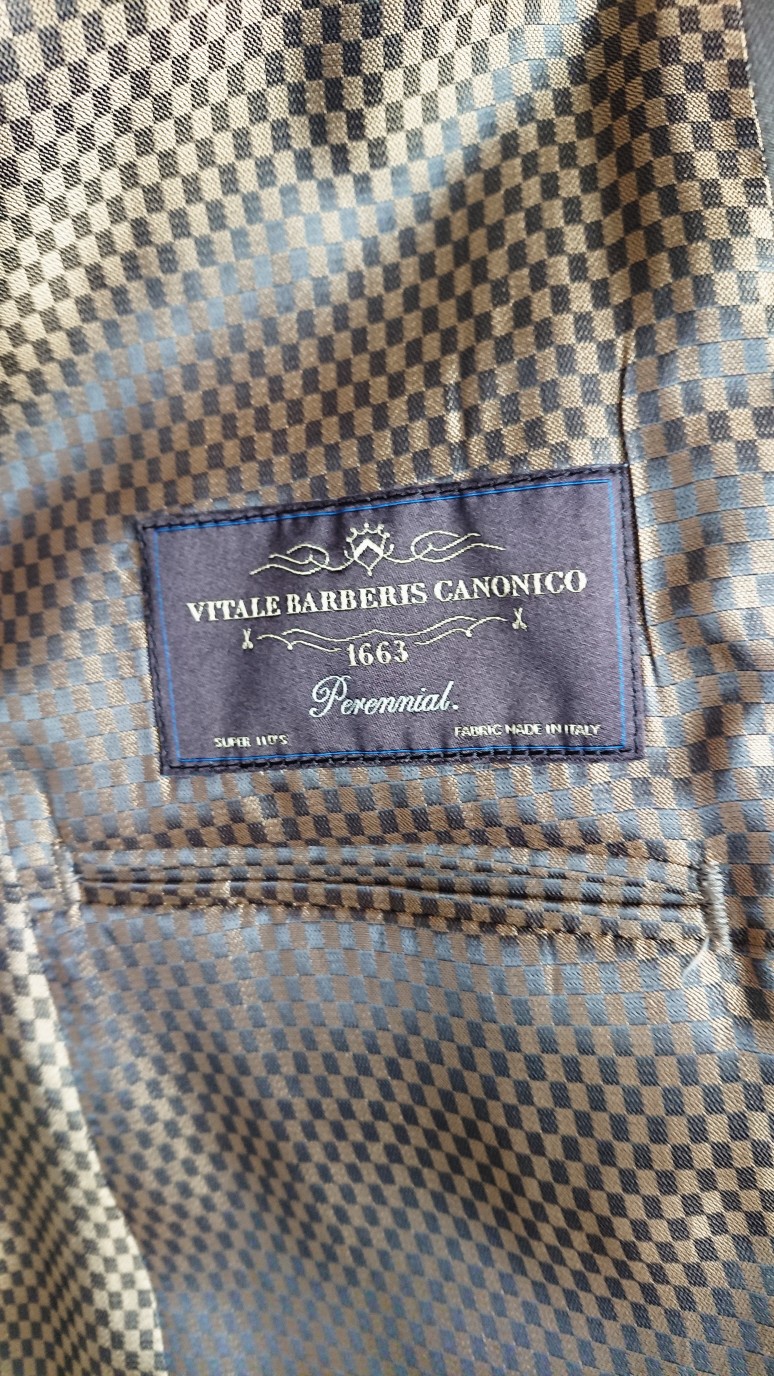 VITALE BARBERIS CANONICO
1663
Perennial.
SUPER 110'S
FABRIC MADE IN ITALY